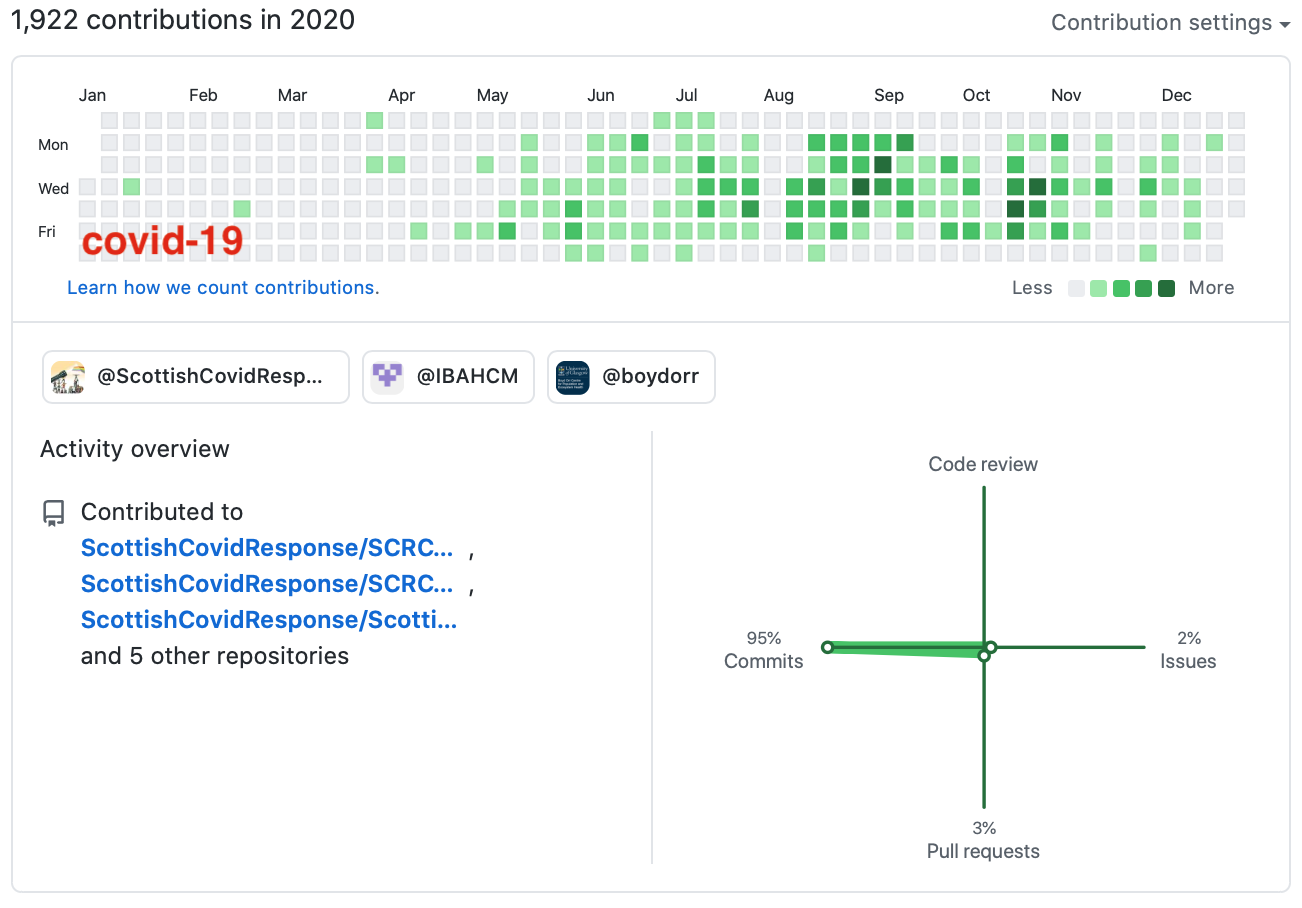 1,922 contributions in 2020
Contribution settings
Jan Feb Mar Apr May Jun Jul Aug Sep Oct Nov Dec
Mon
Wed
Fri
covid-19
Learn how we count contributions.
Less More
@ScottishCovidResp...
@IBAHCM
@boydorr
Activity overview
Contributed to
ScottishCovidResponse/SCRC... ,
ScottishCovidResponse/SCRC... ,
ScottishCovidResponse/Scotti...
and 5 other repositories
Code review
95%
Commits
2%
Issues
3%
Pull requests